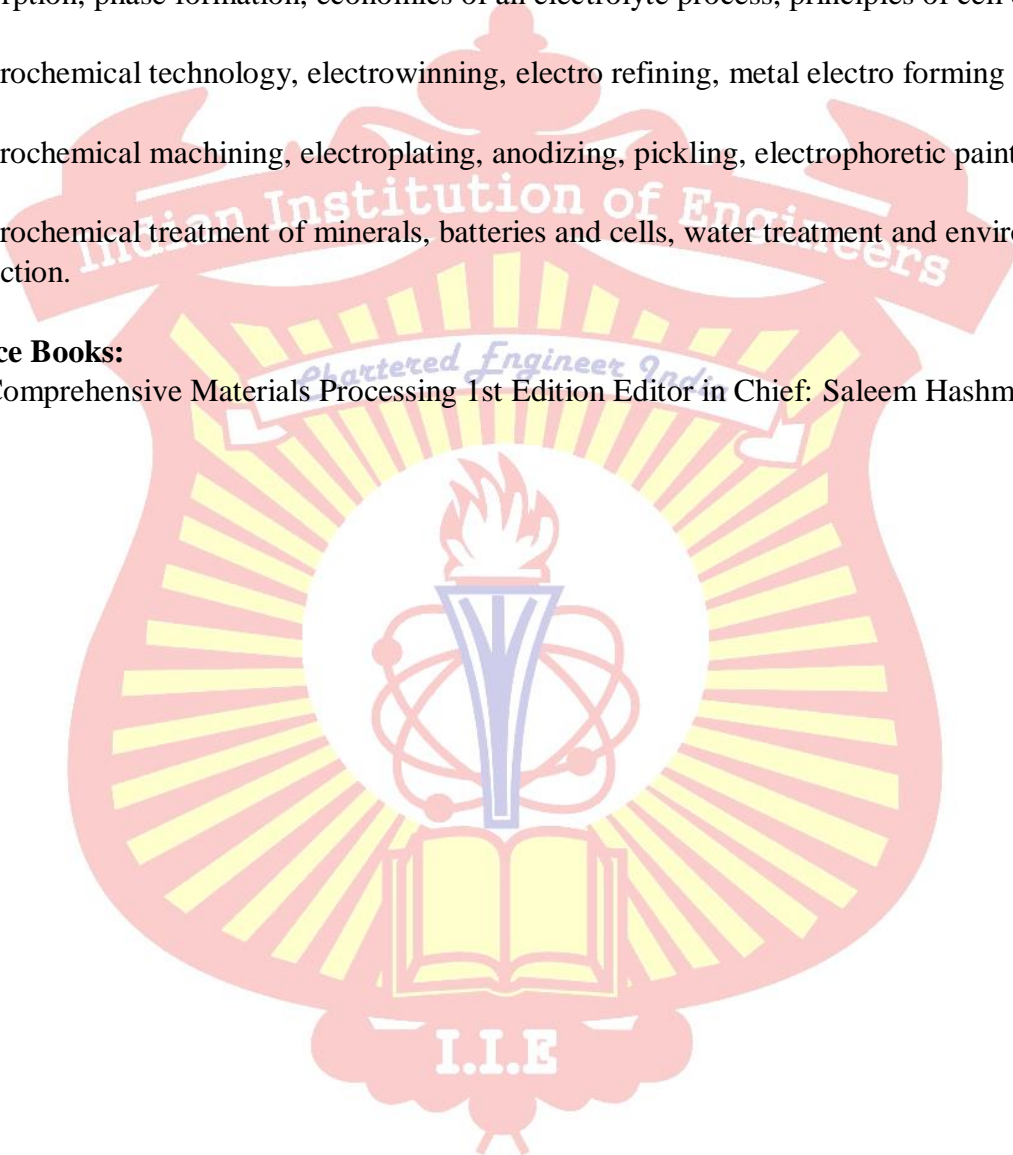 rption, phase formation, economics of an electrolyte process, principles of cell
rochemical technology, electrowinning, electro refining, metal electro forming
rochemical machining, electroplating, anodizing, pickling, electrophoretic paint
rochemical treatment of minerals, batteries and cells, water treatment and enviro
ction.
ce Books:
Comprehensive Materials Processing 1st Edition Editor in Chief: Saleem Hashm
Indian Institution of Engineers
Chartered Engineer India
I.I.E